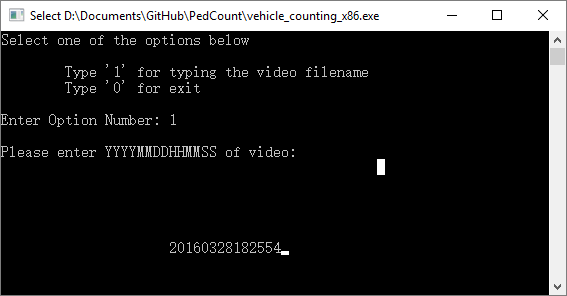 Select D:\Documents\GitHub\PedCount\vehicle_counting_x86.exe
Select one of the options below
Type '1' for typing the video filename
Type '0' for exit
Enter Option Number: 1
Please enter YYYYMMDDHHMMSS of video:
20160328182554